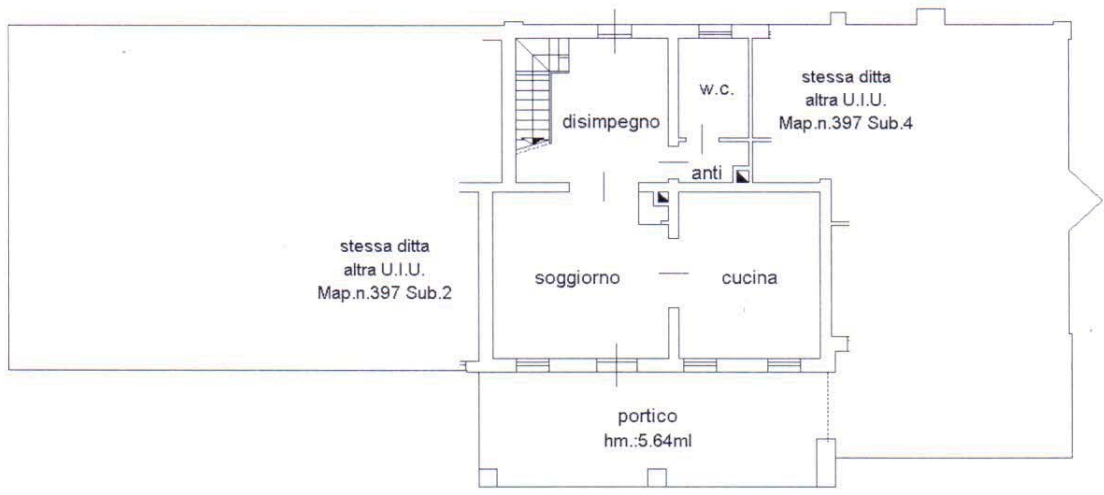 w.c.
disimpegno
anti
stessa ditta
altra U.I.U.
Map.n.397 Sub.4
stessa ditta
altra U.I.U.
Map.n.397 Sub.2
soggiorno
cucina
portico
hm.:5.64ml